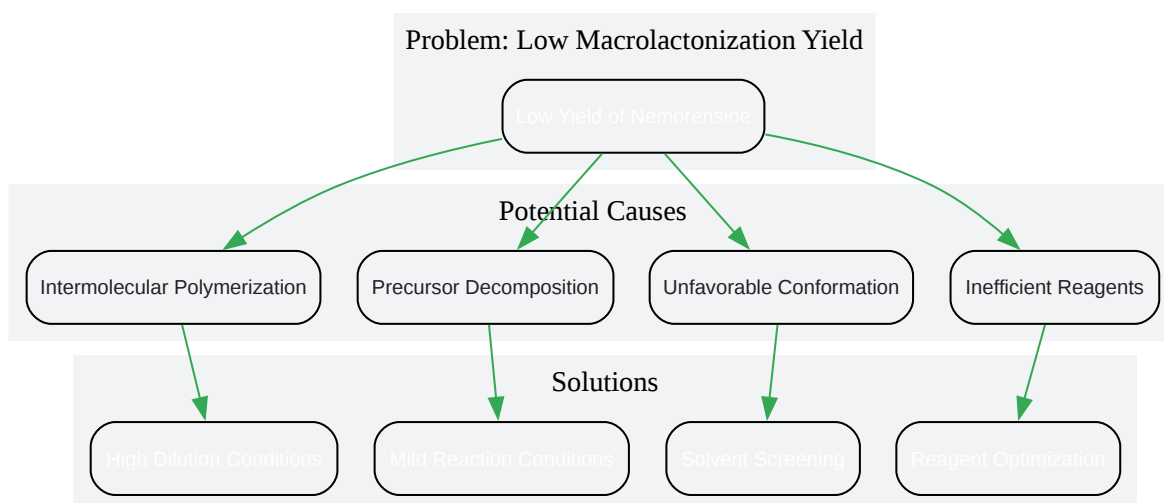 Problem: Low Macrolactonization Yield
Low Yield of Nemorensine
Potential Causes
Intermolecular Polymerization
Precursor Decomposition
Unfavorable Conformation
Inefficient Reagents
Solutions
High Dilution Conditions
Mild Reaction Conditions
Solvent Screening
Reagent Optimization